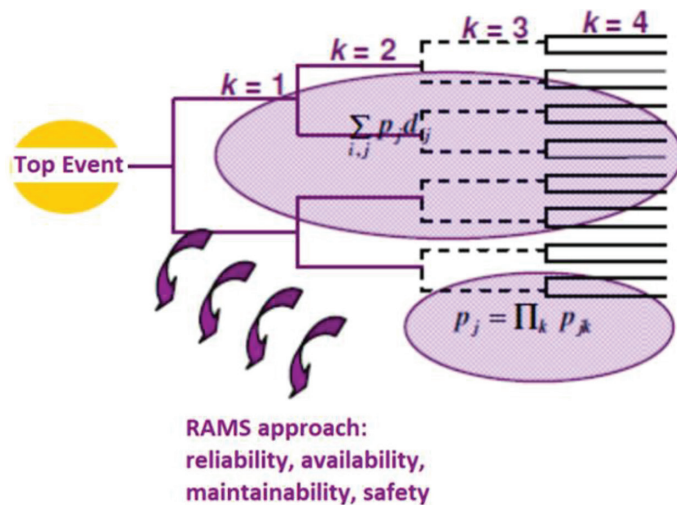 k = 1
k = 2
k = 3
k = 4
Top Event
∑ p_j d_ij
i, j
p_j = ∏_k p_jk
RAMS approach:
reliability, availability,
maintainability, safety